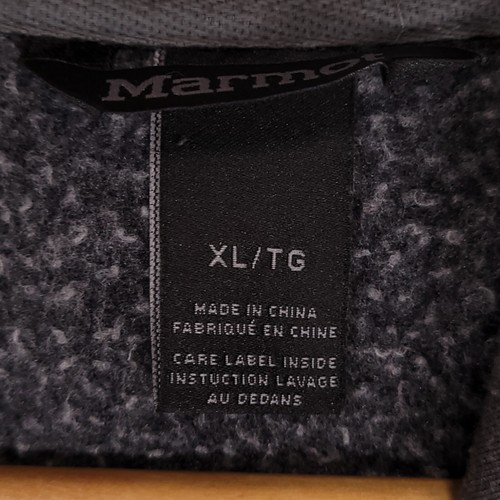 Marmot
XL/TG
MADE IN CHINA
FABRIQUÉ EN CHINE
CARE LABEL INSIDE
INSTUCTION LAVAGE
AU DEDANS